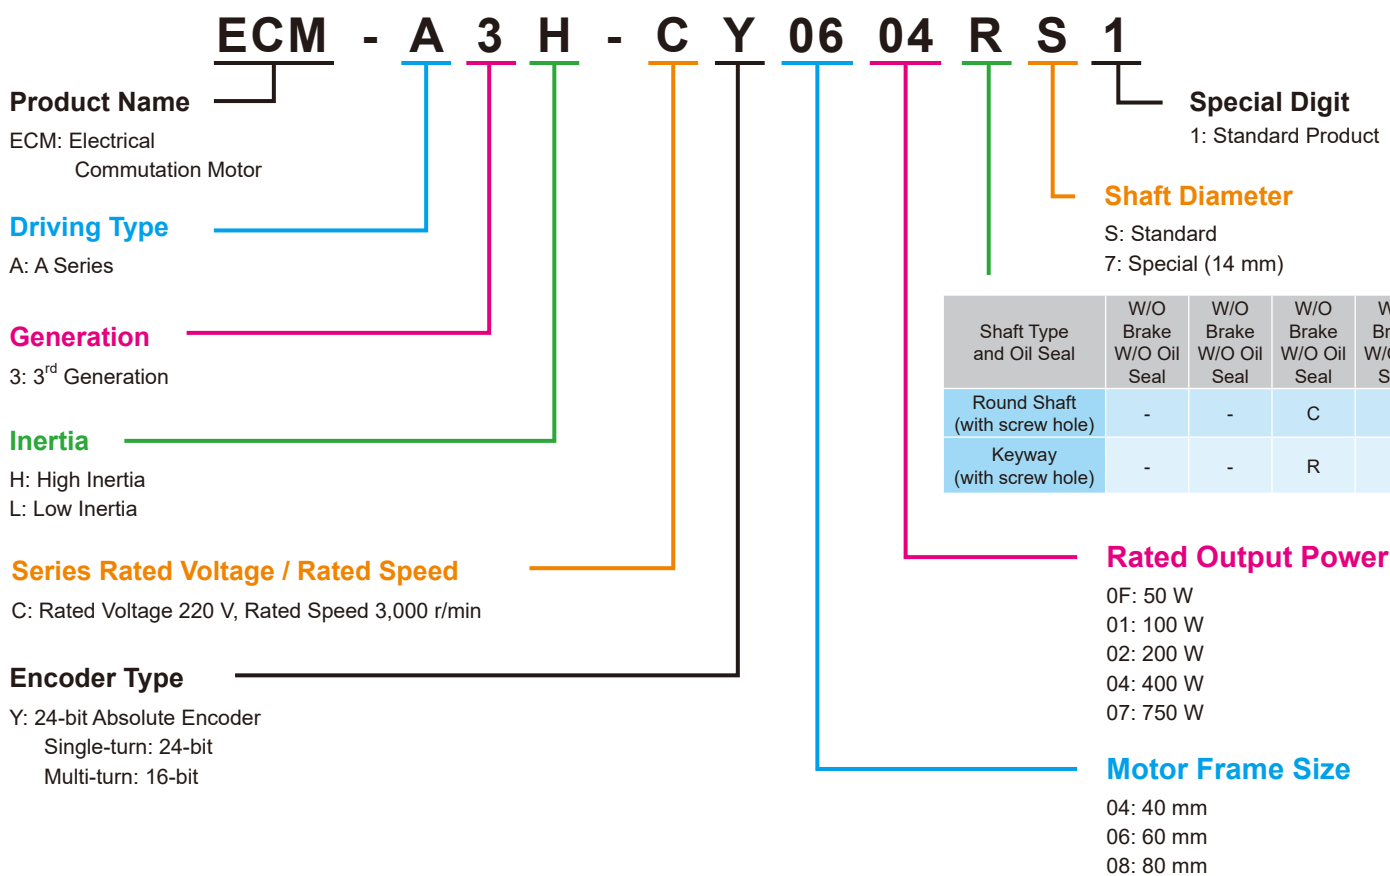 ECM - A 3 H - C Y 06 04 R S 1
Product Name
ECM: Electrical
Commutation Motor
Driving Type
A: A Series
Generation
3: 3rd Generation
Inertia
H: High Inertia
L: Low Inertia
Series Rated Voltage / Rated Speed
C: Rated Voltage 220 V, Rated Speed 3,000 r/min
Encoder Type
Y: 24-bit Absolute Encoder
Single-turn: 24-bit
Multi-turn: 16-bit
Special Digit
1: Standard Product
Shaft Diameter
S: Standard
7: Special (14 mm)
Shaft Type and Oil Seal
W/O Brake W/O Oil Seal
W/O Brake W/O Oil Seal
W/O Brake W/O Oil Seal
Round Shaft (with screw hole) - - C
Keyway (with screw hole) - - R
Rated Output Power
0F: 50 W
01: 100 W
02: 200 W
04: 400 W
07: 750 W
Motor Frame Size
04: 40 mm
06: 60 mm
08: 80 mm